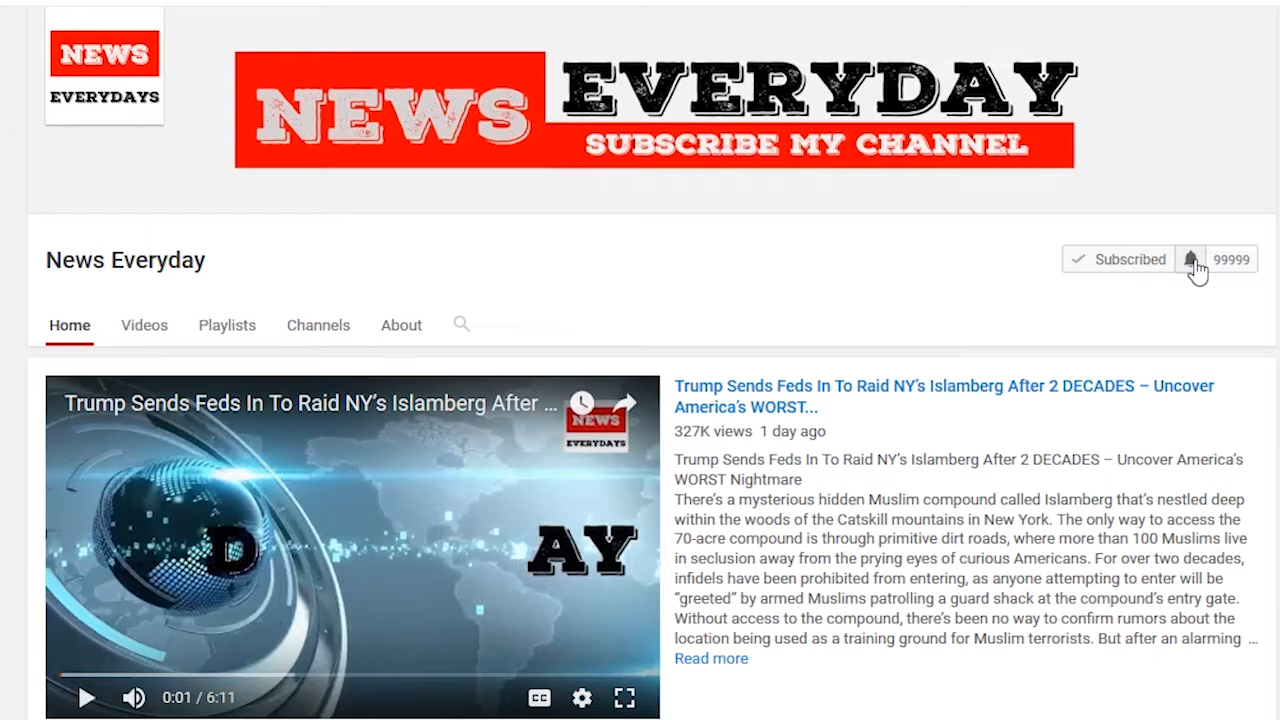 NEWS
EVERYDAYS
NEWS
EVERYDAY
SUBSCRIBE MY CHANNEL
News Everyday
Subscribed
99999
Home Videos Playlists Channels About
Trump Sends Feds In To Raid NY's Islamberg After ...
NEWS
EVERYDAYS
D AY
0:01 / 6:11
CC
Trump Sends Feds In To Raid NY's Islamberg After 2 DECADES – Uncover
America's WORST...
327K views 1 day ago
Trump Sends Feds In To Raid NY's Islamberg After 2 DECADES – Uncover America's
WORST Nightmare
There's a mysterious hidden Muslim compound called Islamberg that's nestled deep
within the woods of the Catskill mountains in New York. The only way to access the
70-acre compound is through primitive dirt roads, where more than 100 Muslims live
in seclusion away from the prying eyes of curious Americans. For over two decades,
infidels have been prohibited from entering, as anyone attempting to enter will be
“greeted” by armed Muslims patrolling a guard shack at the compound's entry gate.
Without access to the compound, there's been no way to confirm rumors about the
location being used as a training ground for Muslim terrorists. But after an alarming ...
Read more